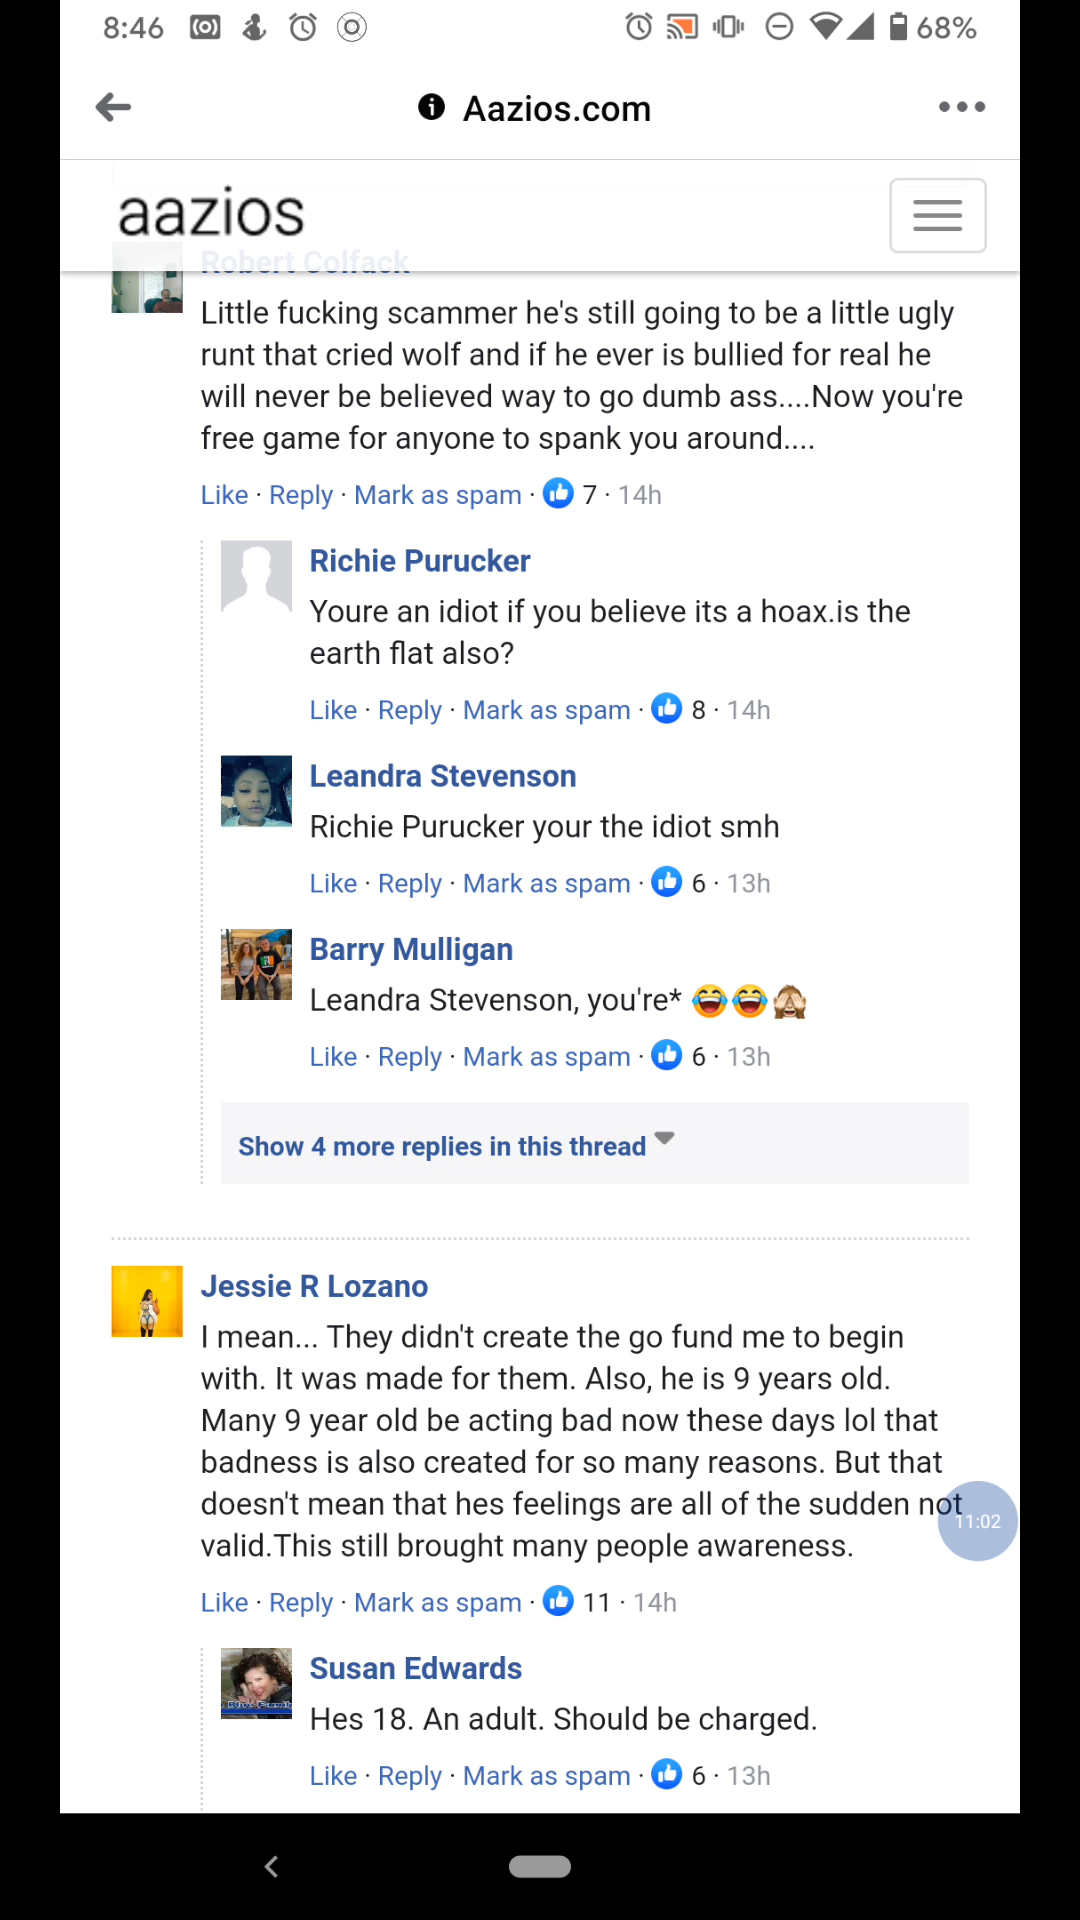 8:46
68%
Aazios.com
aazios
Robert Colfack
Little fucking scammer he's still going to be a little ugly
runt that cried wolf and if he ever is bullied for real he
will never be believed way to go dumb ass....Now you're
free game for anyone to spank you around....
Like · Reply · Mark as spam · 7 · 14h
Richie Purucker
Youre an idiot if you believe its a hoax.is the
earth flat also?
Like · Reply · Mark as spam · 8 · 14h
Leandra Stevenson
Richie Purucker your the idiot smh
Like · Reply · Mark as spam · 6 · 13h
Barry Mulligan
Leandra Stevenson, you're* 😂😂🙈
Like · Reply · Mark as spam · 6 · 13h
Show 4 more replies in this thread
Jessie R Lozano
I mean... They didn't create the go fund me to begin
with. It was made for them. Also, he is 9 years old.
Many 9 year old be acting bad now these days lol that
badness is also created for so many reasons. But that
doesn't mean that hes feelings are all of the sudden not
11:02
valid.This still brought many people awareness.
Like · Reply · Mark as spam · 11 · 14h
Susan Edwards
Hes 18. An adult. Should be charged.
Like · Reply · Mark as spam · 6 · 13h